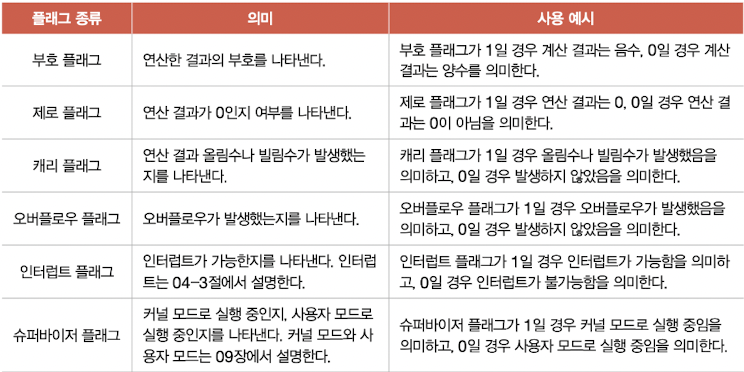 플래그 종류
의미
사용 예시
부호 플래그
연산한 결과의 부호를 나타낸다.
부호 플래그가 1일 경우 계산 결과는 음수, 0일 경우 계산
결과는 양수를 의미한다.
제로 플래그
연산 결과가 0인지 여부를 나타낸다.
제로 플래그가 1일 경우 연산 결과는 0, 0일 경우 연산 결
과는 0이 아님을 의미한다.
캐리 플래그
연산 결과 올림수나 빌림수가 발생했는
지를 나타낸다.
캐리 플래그가 1일 경우 올림수나 빌림수가 발생했음을
의미하고, 0일 경우 발생하지 않았음을 의미한다.
오버플로우 플래그
오버플로우가 발생했는지를 나타낸다.
오버플로우 플래그가 1일 경우 오버플로우가 발생했음을
의미하고, 0일 경우 발생하지 않았음을 의미한다.
인터럽트 플래그
인터럽트가 가능한지를 나타낸다. 인터럽
트는 04-3절에서 설명한다.
인터럽트 플래그가 1일 경우 인터럽트가 가능함을 의미하
고, 0일 경우 인터럽트가 불가능함을 의미한다.
슈퍼바이저 플래그
커널 모드로 실행 중인지, 사용자 모드로
실행 중인지를 나타낸다. 커널 모드와 사
용자 모드는 09장에서 설명한다.
슈퍼바이저 플래그가 1일 경우 커널 모드로 실행 중임을
의미하고, 0일 경우 사용자 모드로 실행 중임을 의미한다.